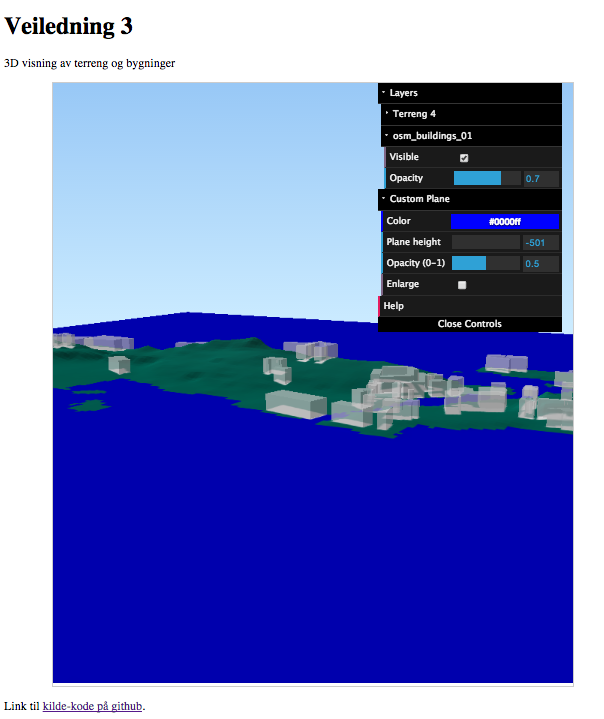 Veiledning 3
3D visning av terreng og bygninger
Layers
Terreng 4
osm_buildings_01
Visible
Opacity 0.7
Custom Plane
Color #0000ff
Plane height -501
Opacity (0-1) 0.5
Enlarge
Help
Close Controls
Link til kilde-kode på github.